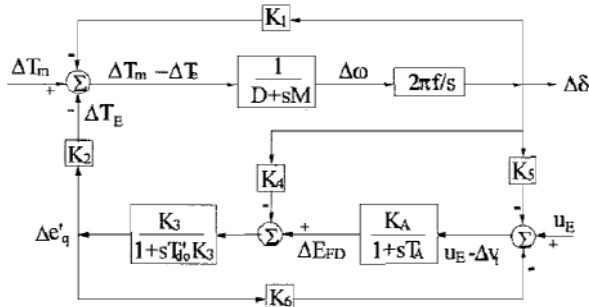 K1
-
ΔTm
+
Σ
ΔTm −ΔTe
1
D+sM
Δω
2πf/s
Δδ
-
ΔTE
K2
K4
K5
-
-
Δe'q
K3
1+sT'do K3
Σ
+
ΔEFD
KA
1+sTA
uE-Δvt
Σ
uE
+
-
K6